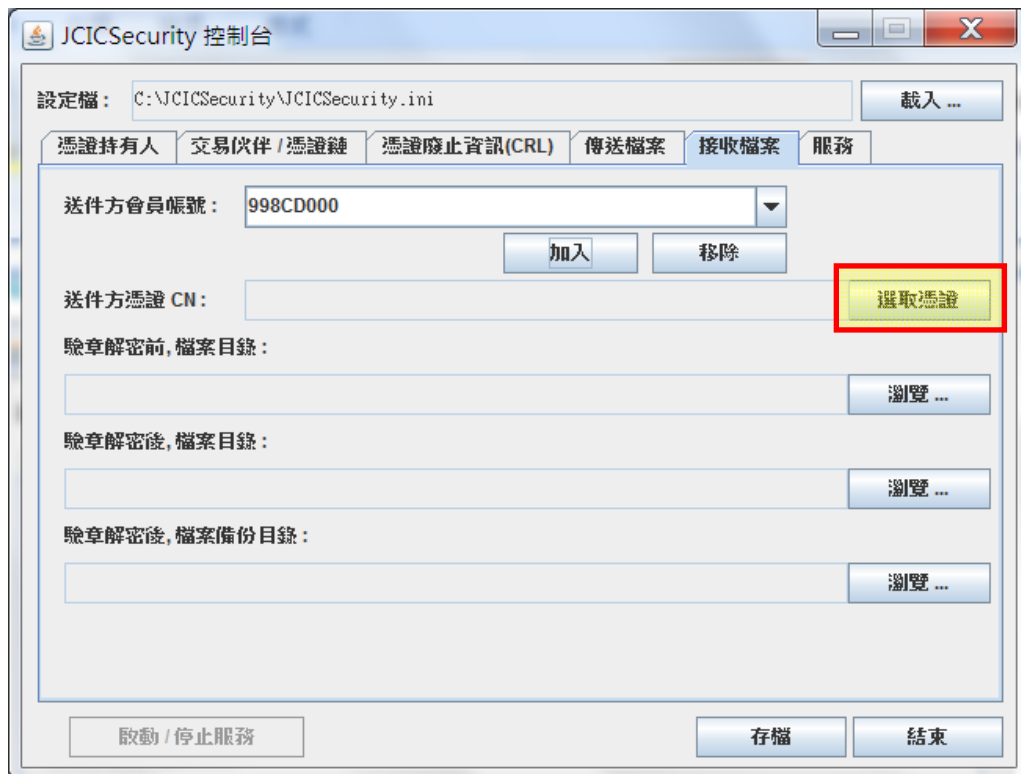 JCICSecurity 控制台
設定檔： C:\JCICSecurity\JCICSecurity.ini 載入 ...
憑證持有人 交易伙伴 / 憑證鏈 憑證廢止資訊(CRL) 傳送檔案 接收檔案 服務
送件方會員帳號： 998CD000
加入 移除
送件方憑證 CN： 選取憑證
驗章解密前, 檔案目錄：
瀏覽 ...
驗章解密後, 檔案目錄：
瀏覽 ...
驗章解密後, 檔案備份目錄：
瀏覽 ...
啟動 / 停止服務 存檔 結束